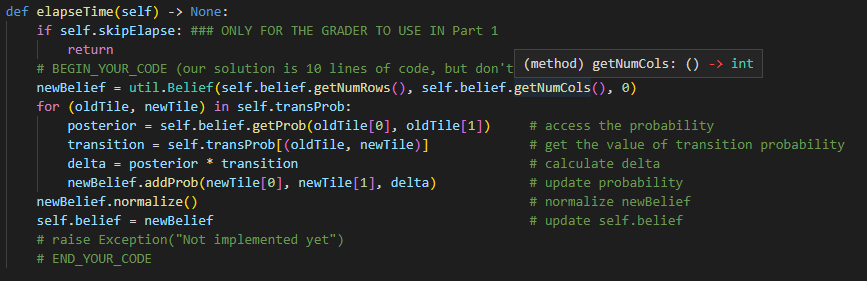 def elapseTime(self) -> None:
if self.skipElapse: ### ONLY FOR THE GRADER TO USE IN Part 1
return
(method) getNumCols: () -> int
# BEGIN_YOUR_CODE (our solution is 10 lines of code, but don't
newBelief = util.Belief(self.belief.getNumRows(), self.belief.getNumCols(), 0)
for (oldTile, newTile) in self.transProb:
posterior = self.belief.getProb(oldTile[0], oldTile[1]) # access the probability
transition = self.transProb[(oldTile, newTile)] # get the value of transition probability
delta = posterior * transition # calculate delta
newBelief.addProb(newTile[0], newTile[1], delta) # update probability
newBelief.normalize() # normalize newBelief
self.belief = newBelief # update self.belief
# raise Exception("Not implemented yet")
# END_YOUR_CODE